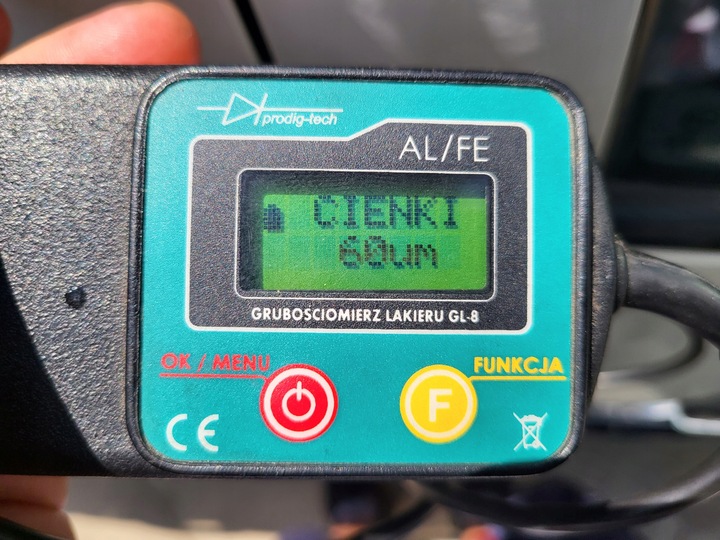 prodig-tech
AL/FE
CIENKI
60um
GRUBOSCIOMIERZ LAKIERU GL-8
OK / MENU
FUNKCJA
F
CE